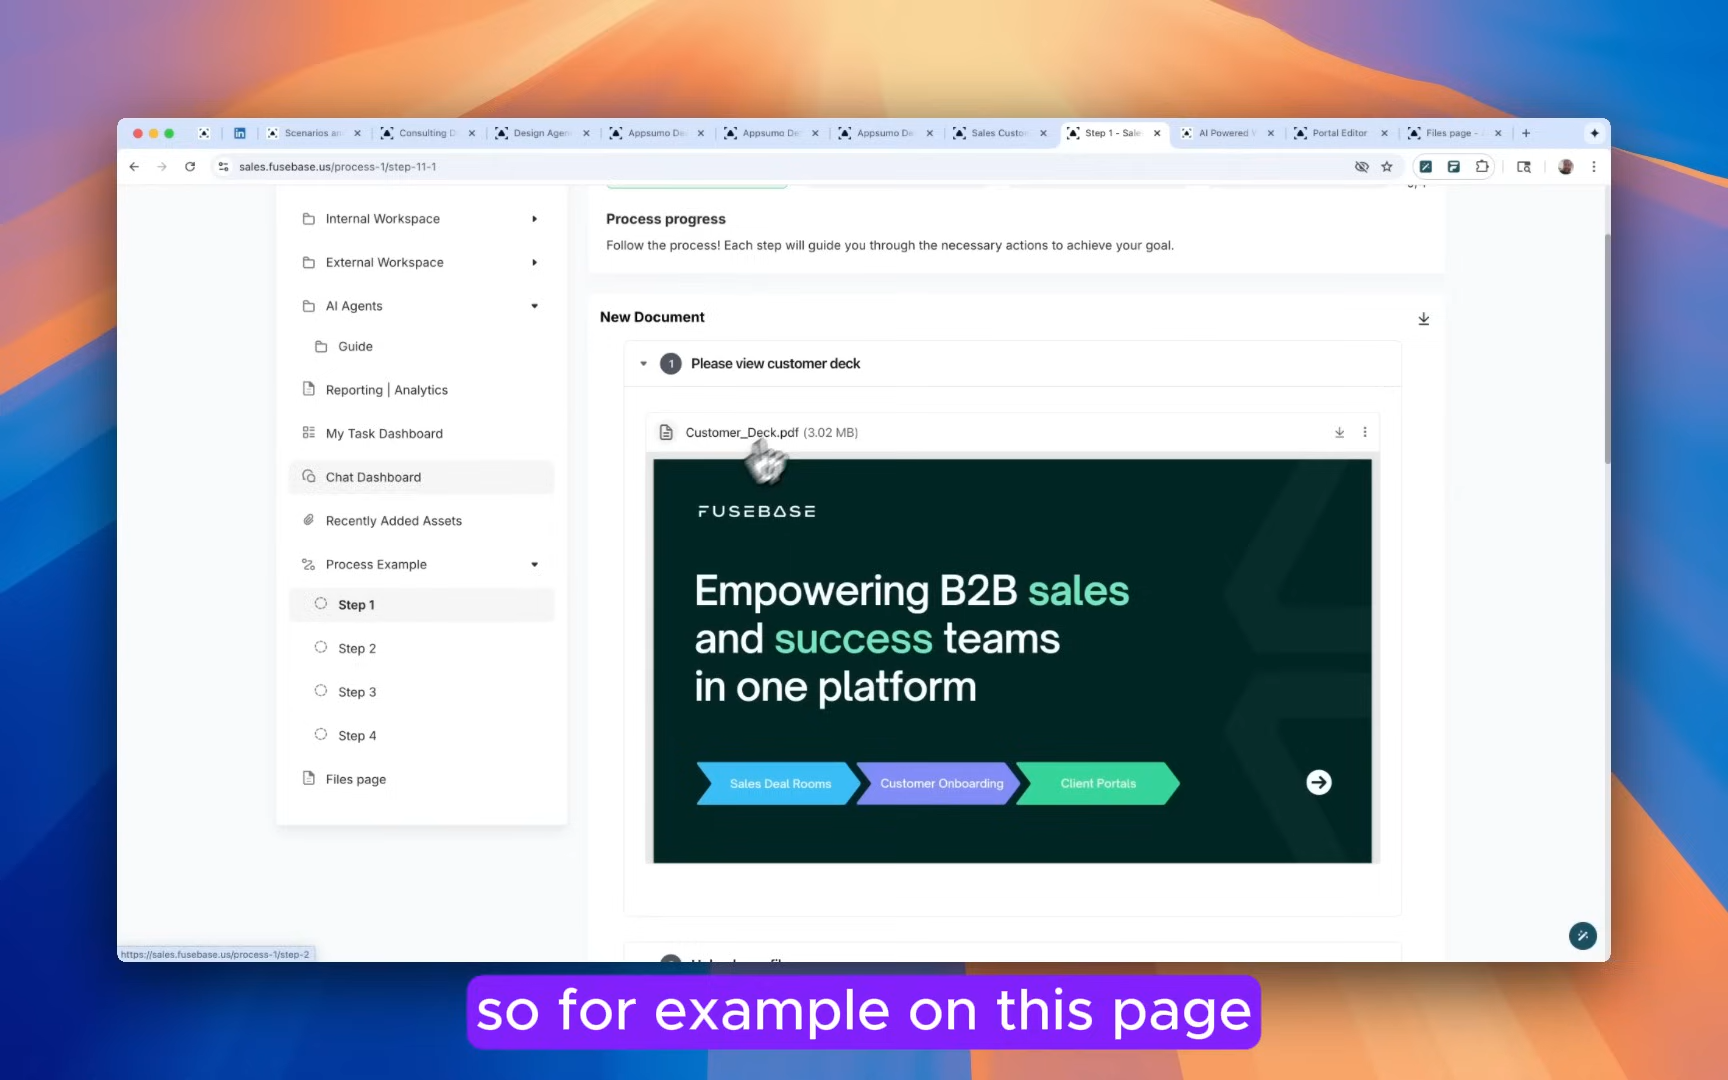 Scenarios an
Consulting D
Design Agen
Appsumo De
Appsumo De
Appsumo De
Sales Custo
Step 1 - Sale
AI Powered
Portal Editor
Files page -
sales.fusebase.us/process-1/step-11-1
Internal Workspace
External Workspace
AI Agents
Guide
Reporting | Analytics
My Task Dashboard
Chat Dashboard
Recently Added Assets
Process Example
Step 1
Step 2
Step 3
Step 4
Files page
Process progress
Follow the process! Each step will guide you through the necessary actions to achieve your goal.
New Document
1 Please view customer deck
Customer_Deck.pdf (3.02 MB)
FUSEBASE
Empowering B2B sales
and success teams
in one platform
Sales Deal Rooms
Customer Onboarding
Client Portals
https://sales.fusebase.us/process-1/step-2
so for example on this page